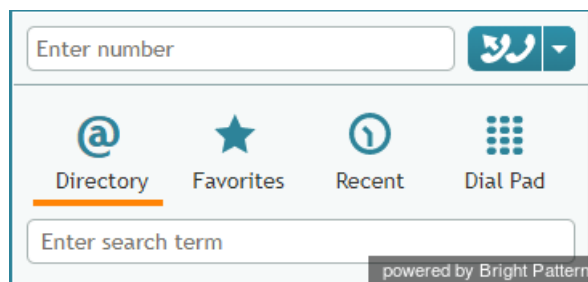 Enter number
Directory Favorites Recent Dial Pad
Enter search term
powered by Bright Pattern